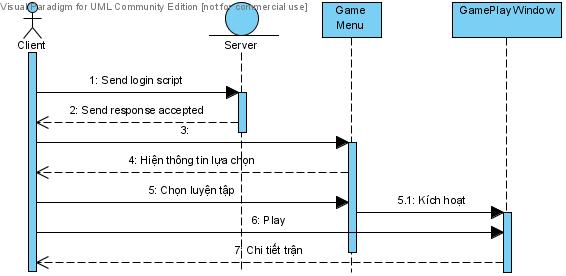 Visual Paradigm for UML Community Edition [not for commercial use]
Client
Server
Game
Menu
GamePlayWindow
1: Send login script
2: Send response accepted
3:
4: Hiện thông tin lựa chọn
5: Chọn luyện tập
5.1: Kích hoạt
6: Play
7: Chi tiết trận